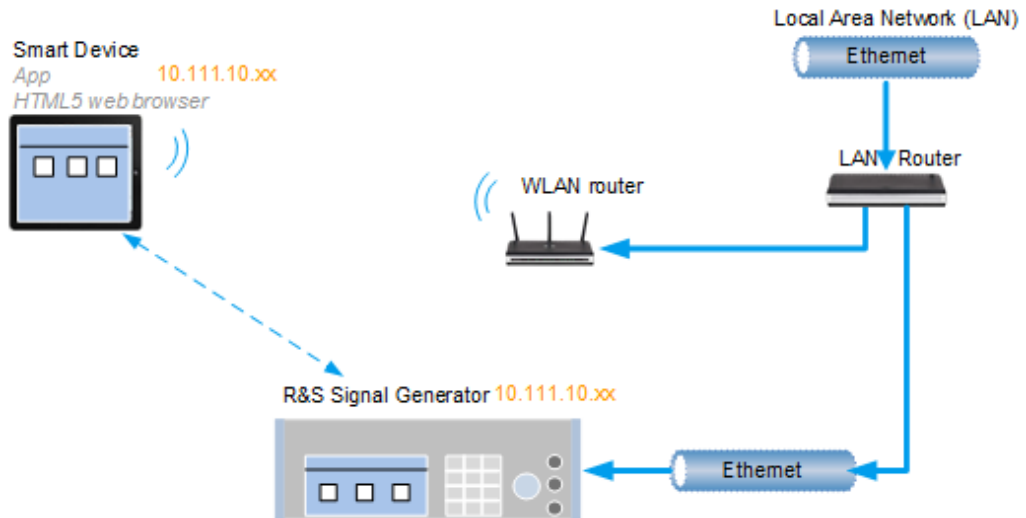 Local Area Network (LAN)
Ethernet
Smart Device
App 10.111.10.xx
HTML5 web browser
LAN Router
WLAN router
R&S Signal Generator 10.111.10.xx
Ethernet